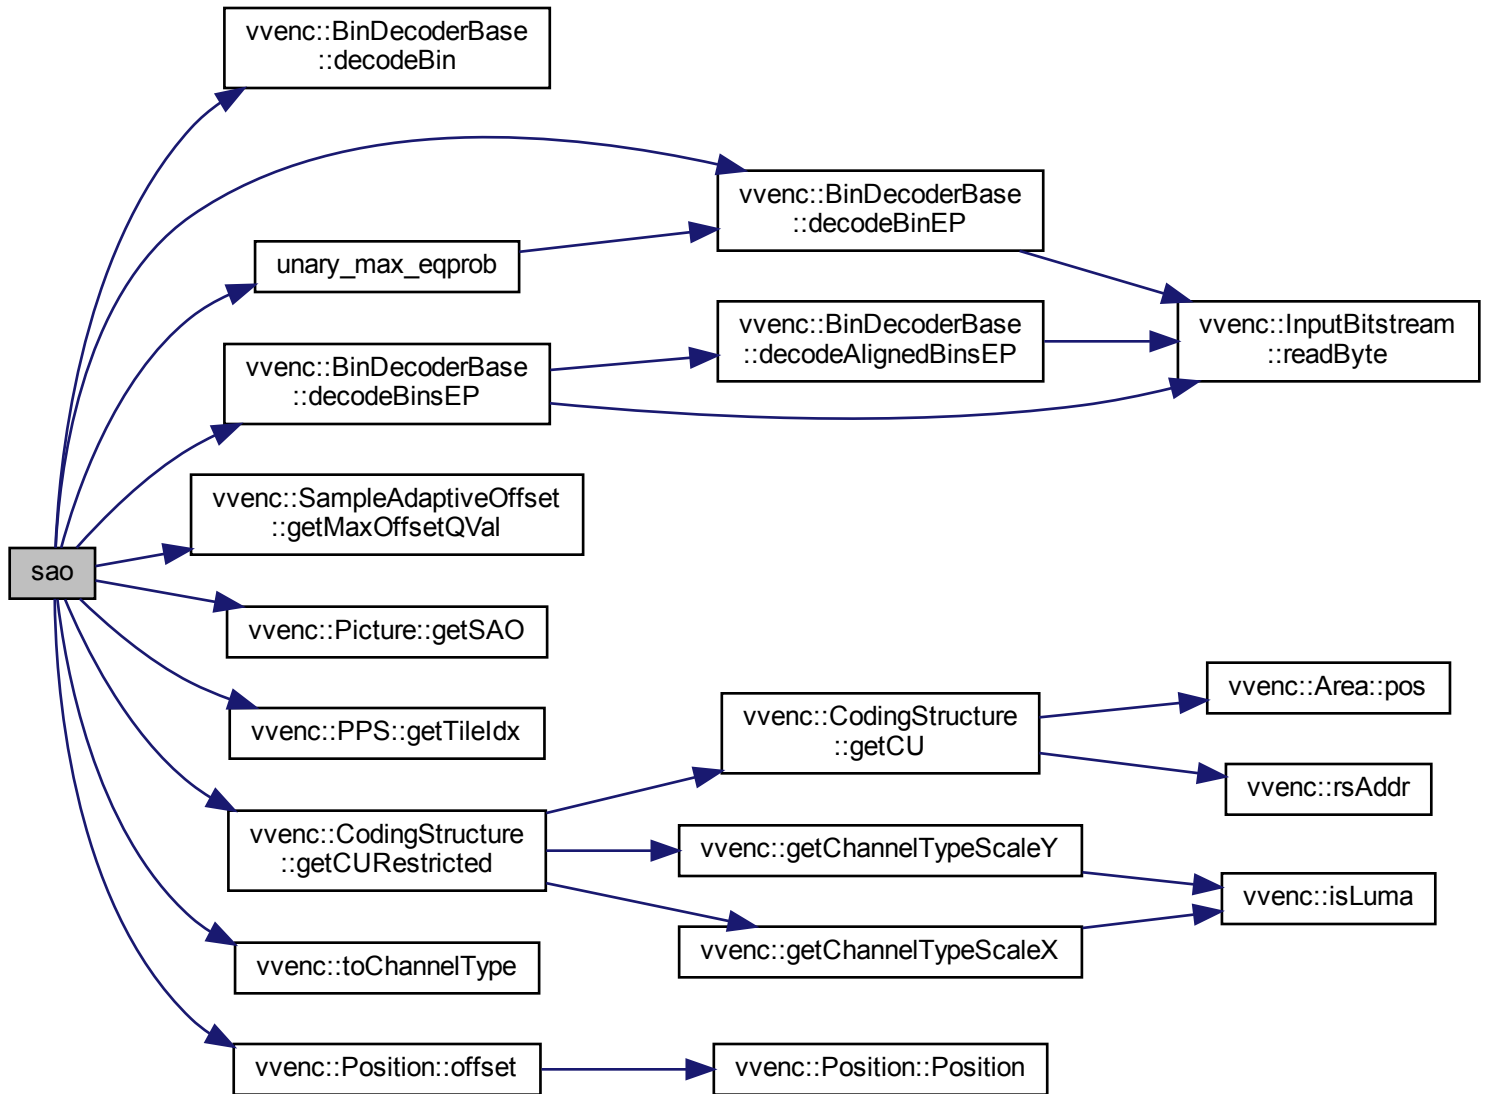 vvenc::BinDecoderBase
::decodeBin
vvenc::BinDecoderBase
::decodeBinEP
unary_max_eqprob
vvenc::BinDecoderBase
::decodeAlignedBinsEP
vvenc::InputBitstream
::readByte
vvenc::BinDecoderBase
::decodeBinsEP
vvenc::SampleAdaptiveOffset
::getMaxOffsetQVal
sao
vvenc::Picture::getSAO
vvenc::PPS::getTileIdx
vvenc::CodingStructure
::getCU
vvenc::Area::pos
vvenc::rsAddr
vvenc::CodingStructure
::getCURestricted
vvenc::getChannelTypeScaleY
vvenc::isLuma
vvenc::getChannelTypeScaleX
vvenc::toChannelType
vvenc::Position::offset
vvenc::Position::Position